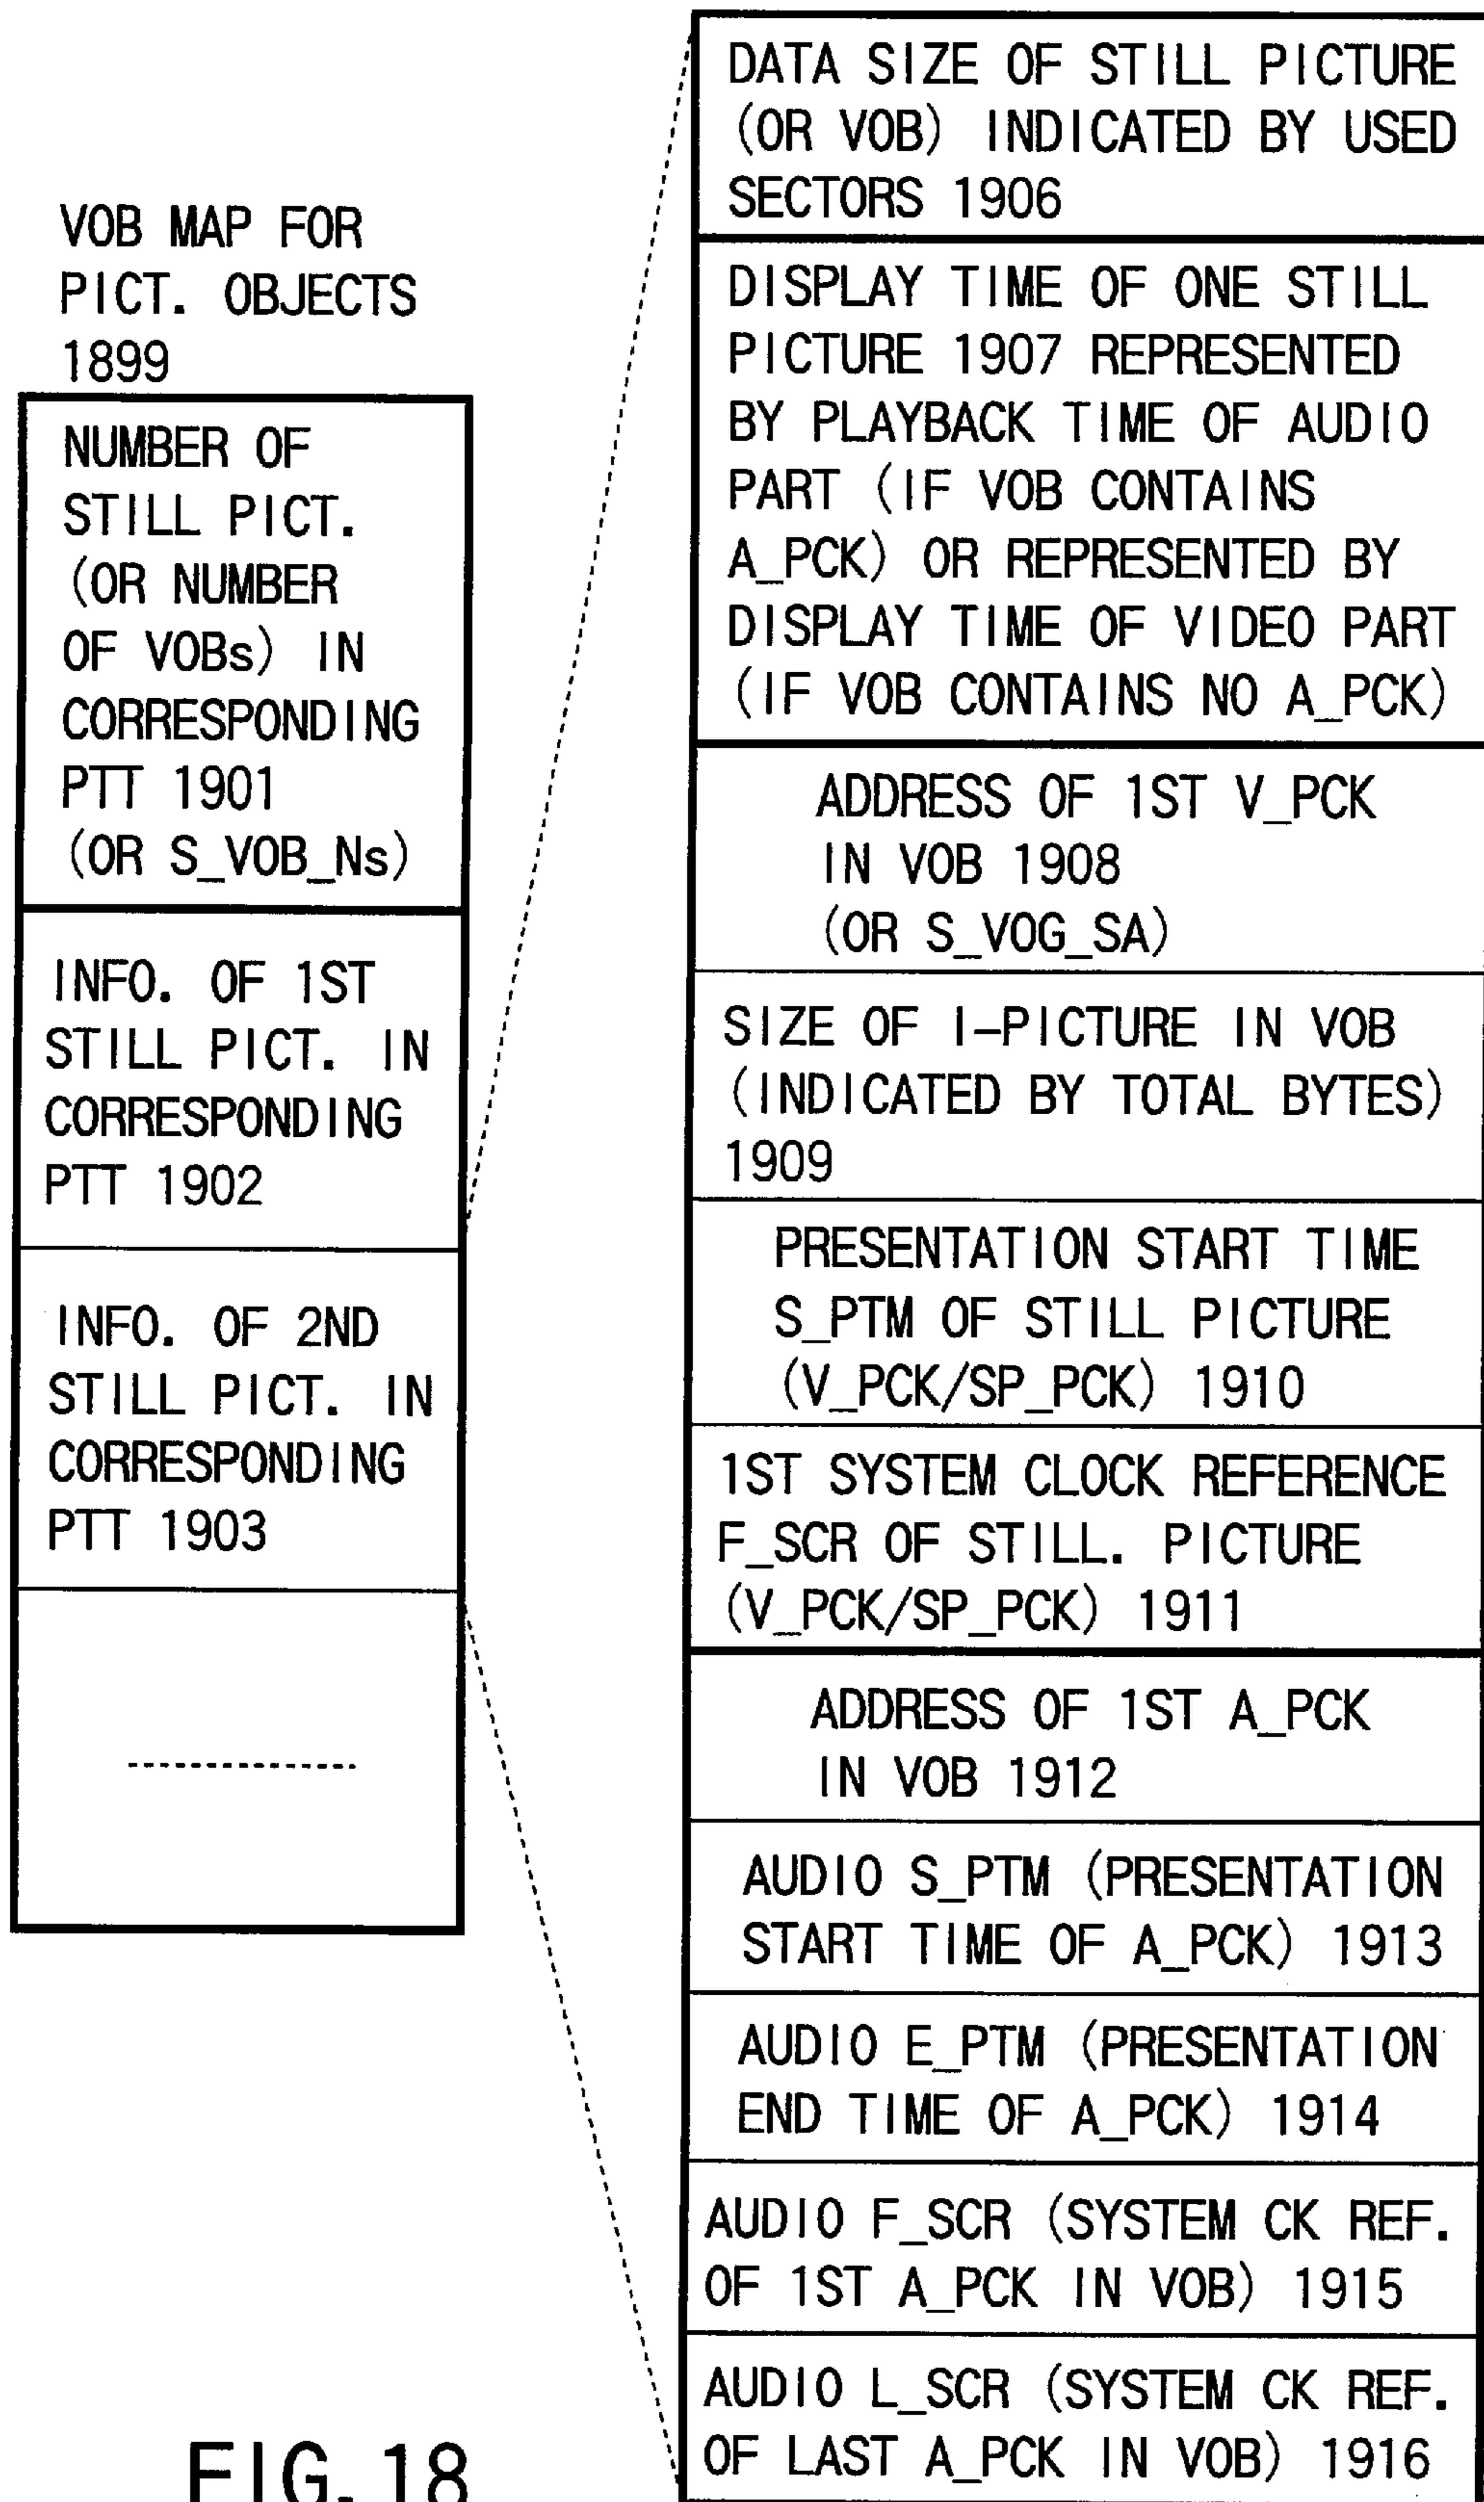 VOB MAP FOR
PICT. OBJECTS
1899
NUMBER OF
STILL PICT.
(OR NUMBER
OF VOBs) IN
CORRESPONDING
PTT 1901
(OR S_VOB_Ns)
INFO. OF 1ST
STILL PICT. IN
CORRESPONDING
PTT 1902
INFO. OF 2ND
STILL PICT. IN
CORRESPONDING
PTT 1903
DATA SIZE OF STILL PICTURE
(OR VOB) INDICATED BY USED
SECTORS 1906
DISPLAY TIME OF ONE STILL
PICTURE 1907 REPRESENTED
BY PLAYBACK TIME OF AUDIO
PART (IF VOB CONTAINS
A_PCK) OR REPRESENTED BY
DISPLAY TIME OF VIDEO PART
(IF VOB CONTAINS NO A_PCK)
ADDRESS OF 1ST V_PCK
IN VOB 1908
(OR S_VOG_SA)
SIZE OF I-PICTURE IN VOB
(INDICATED BY TOTAL BYTES)
1909
PRESENTATION START TIME
S_PTM OF STILL PICTURE
(V_PCK/SP_PCK) 1910
1ST SYSTEM CLOCK REFERENCE
F_SCR OF STILL. PICTURE
(V_PCK/SP_PCK) 1911
ADDRESS OF 1ST A_PCK
IN VOB 1912
AUDIO S_PTM (PRESENTATION
START TIME OF A_PCK) 1913
AUDIO E_PTM (PRESENTATION
END TIME OF A_PCK) 1914
AUDIO F_SCR (SYSTEM CK REF.
OF 1ST A_PCK IN VOB) 1915
AUDIO L_SCR (SYSTEM CK REF.
OF LAST A_PCK IN VOB) 1916
FIG. 18